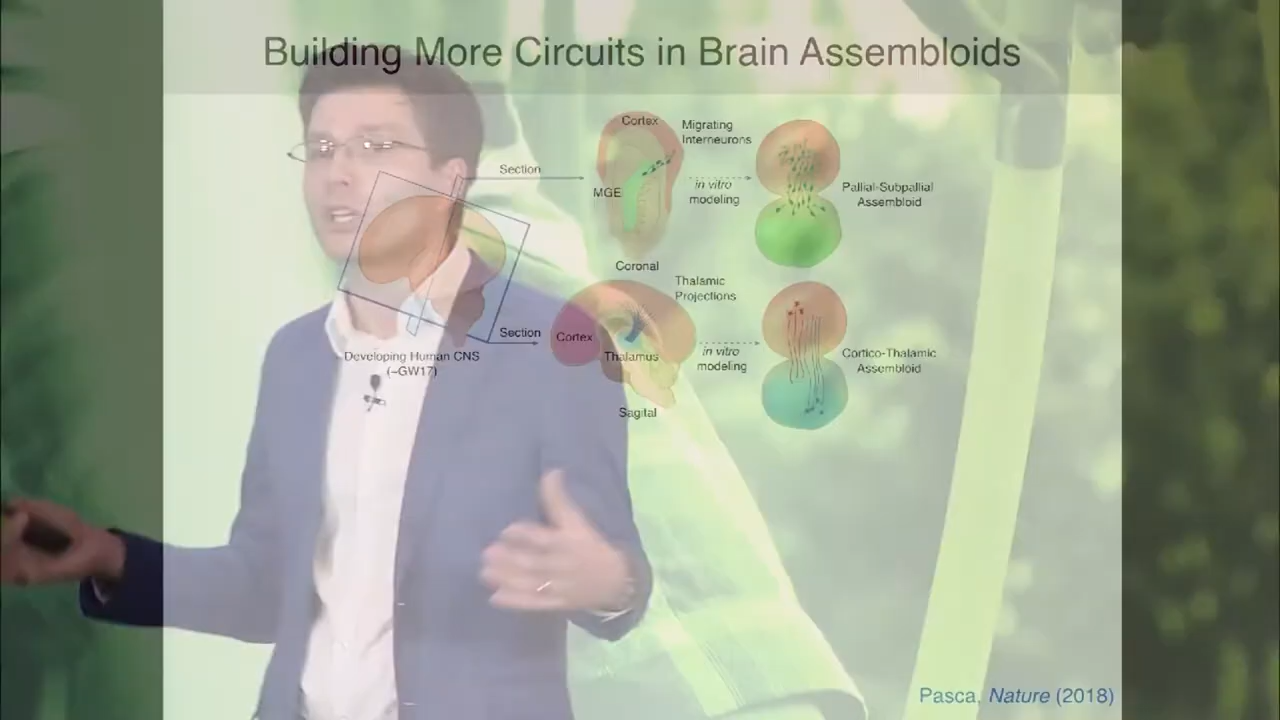 Building More Circuits in Brain Assembloids
Cortex
Migrating
Interneurons
Section
MGE
in vitro
modeling
Pallial-Subpallial
Assembloid
Coronal
Thalamic
Projections
Section
Cortex
Thalamus
in vitro
modeling
Cortico-Thalamic
Assembloid
Developing Human CNS
(~GW17)
Sagital
Pasca, Nature (2018)